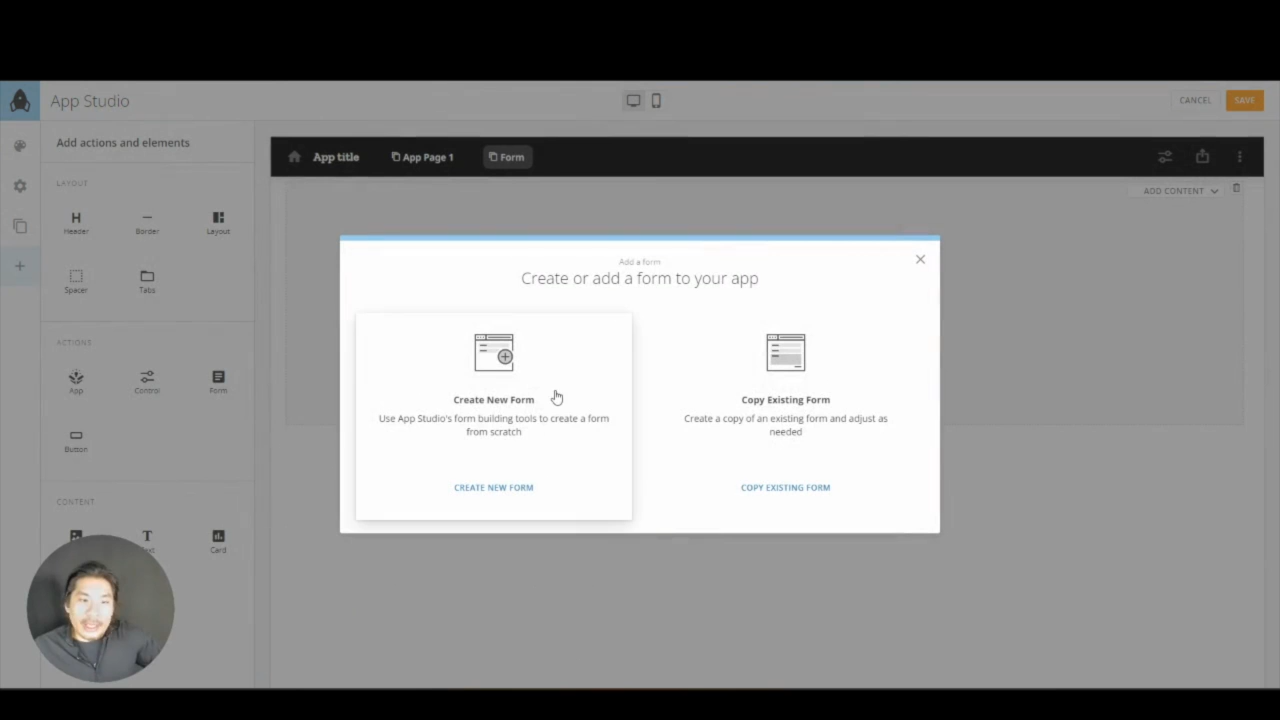 App Studio
CANCEL
SAVE
Add actions and elements
App title
App Page 1
Form
LAYOUT
ADD CONTENT
Header
Border
Layout
Spacer
Tabs
Add a form
Create or add a form to your app
ACTIONS
App
Control
Form
Button
Create New Form
Use App Studio's form building tools to create a form
from scratch
CREATE NEW FORM
Copy Existing Form
Create a copy of an existing form and adjust as
needed
COPY EXISTING FORM
CONTENT
Card